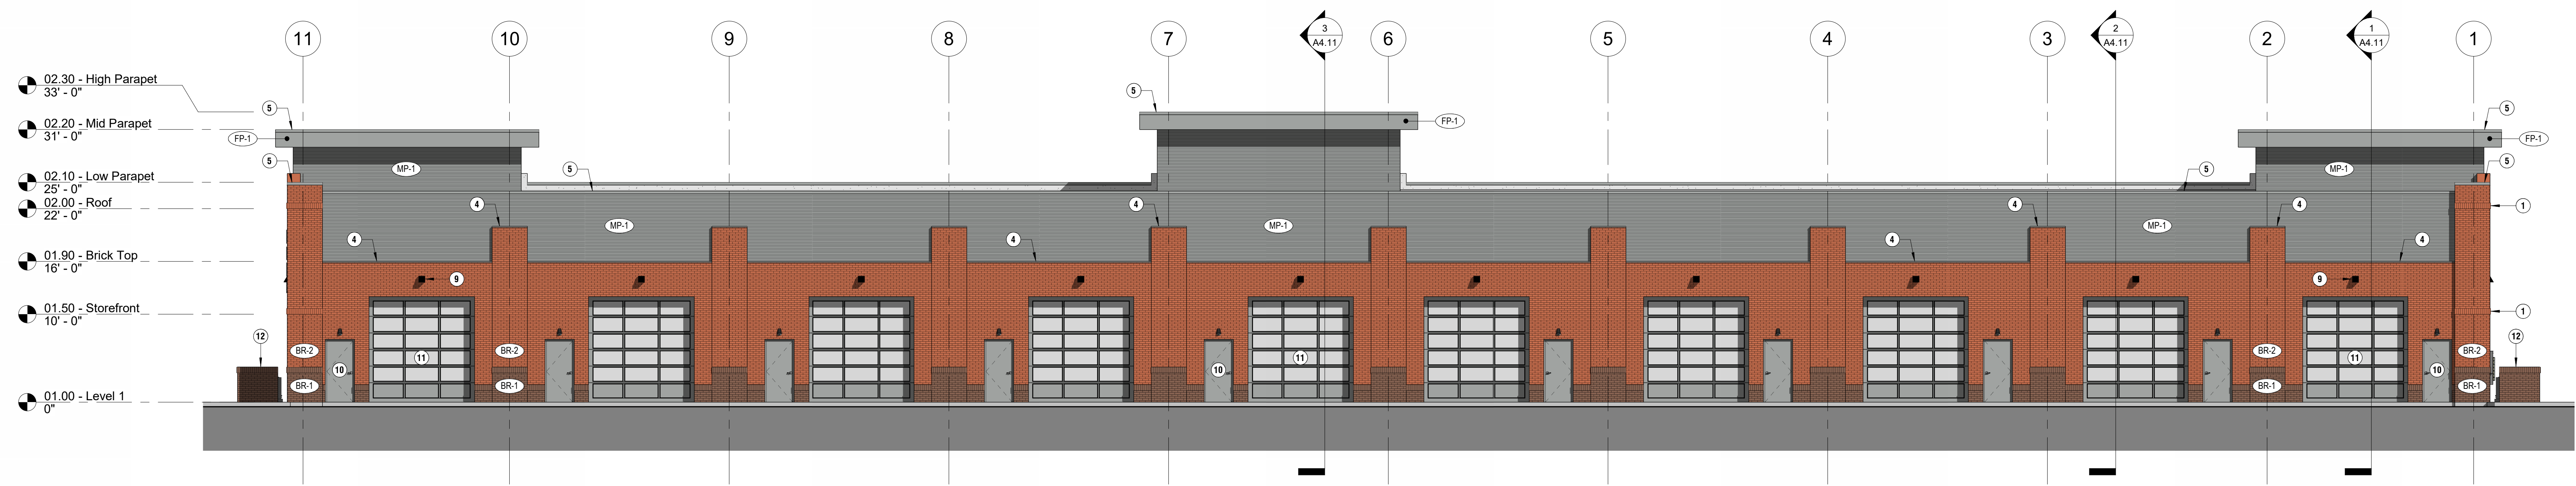 11
10
9
8
7
3
A4.11
6
5
4
3
2
A4.11
2
1
A4.11
1
02.30 - High Parapet
33' - 0"
5
5
5
02.20 - Mid Parapet
31' - 0"
FP-1
FP-1
FP-1
5
5
5
5
MP-1
MP-1
02.10 - Low Parapet
25' - 0"
02.00 - Roof
22' - 0"
4
4
4
4
1
MP-1
MP-1
MP-1
4
4
4
4
01.90 - Brick Top
16' - 0"
9
9
01.50 - Storefront
10' - 0"
1
12
12
BR-2
BR-2
BR-2
BR-2
11
11
11
10
10
10
BR-1
BR-1
BR-1
BR-1
01.00 - Level 1
0"